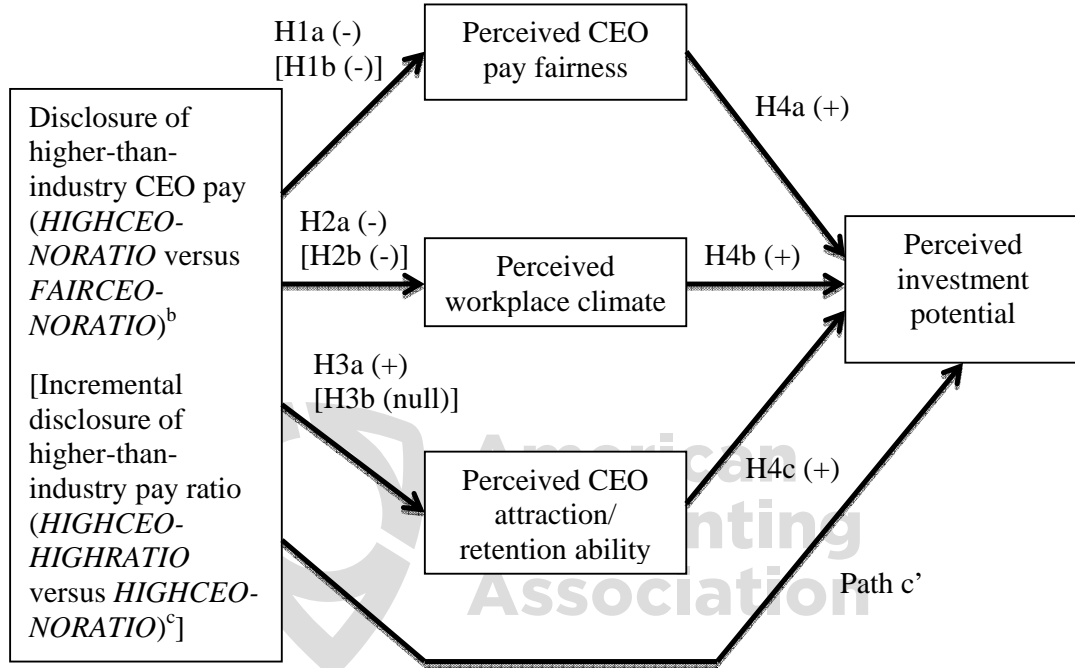 H1a (-)
[H1b (-)]
Perceived CEO
pay fairness
H4a (+)
Disclosure of
higher-than-
industry CEO pay
(HIGHCEO-
NORATIO versus
FAIRCEO-
NORATIO)b
[Incremental
disclosure of
higher-than-
industry pay ratio
(HIGHCEO-
HIGHRATIO
versus HIGHCEO-
NORATIO)c]
H2a (-)
[H2b (-)]
Perceived
workplace climate
H4b (+)
Perceived
investment
potential
H3a (+)
[H3b (null)]
Perceived CEO
attraction/
retention ability
H4c (+)
Path c’
American
Association